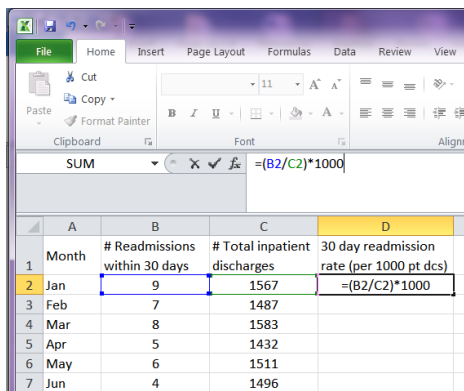 File Home Insert Page Layout Formulas Data Review View
Cut
Copy
Format Painter
Paste
11 A A
B I U A
Clipboard Font
SUM fx =(B2/C2)*1000
A B C D
1 Month # Readmissions within 30 days # Total inpatient discharges 30 day readmission rate (per 1000 pt dcs)
2 Jan 9 1567 =(B2/C2)*1000
3 Feb 7 1487
4 Mar 8 1583
5 Apr 5 1432
6 May 6 1511
7 Jun 4 1496